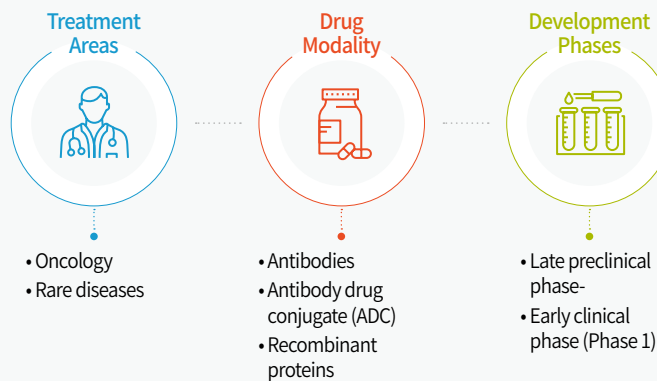 Treatment
Areas
• Oncology
• Rare diseases
Drug
Modality
• Antibodies
• Antibody drug
conjugate (ADC)
• Recombinant
proteins
Development
Phases
• Late preclinical
phase-
• Early clinical
phase (Phase 1)